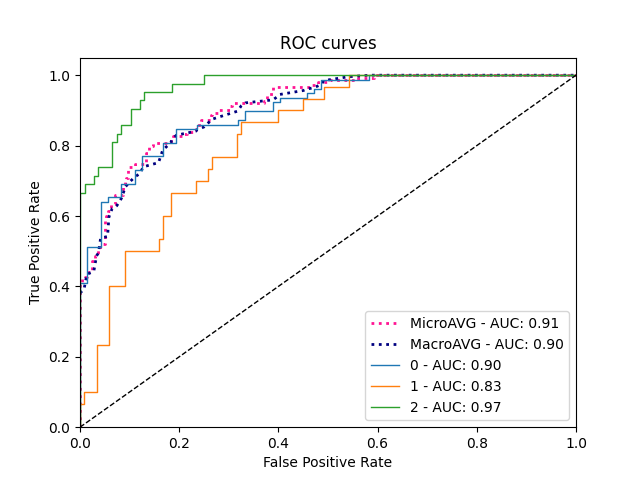 ROC curves
True Positive Rate
1.0
0.8
0.6
0.4
0.2
0.0
0.0 0.2 0.4 0.6 0.8 1.0
False Positive Rate
MicroAVG - AUC: 0.91
MacroAVG - AUC: 0.90
0 - AUC: 0.90
1 - AUC: 0.83
2 - AUC: 0.97